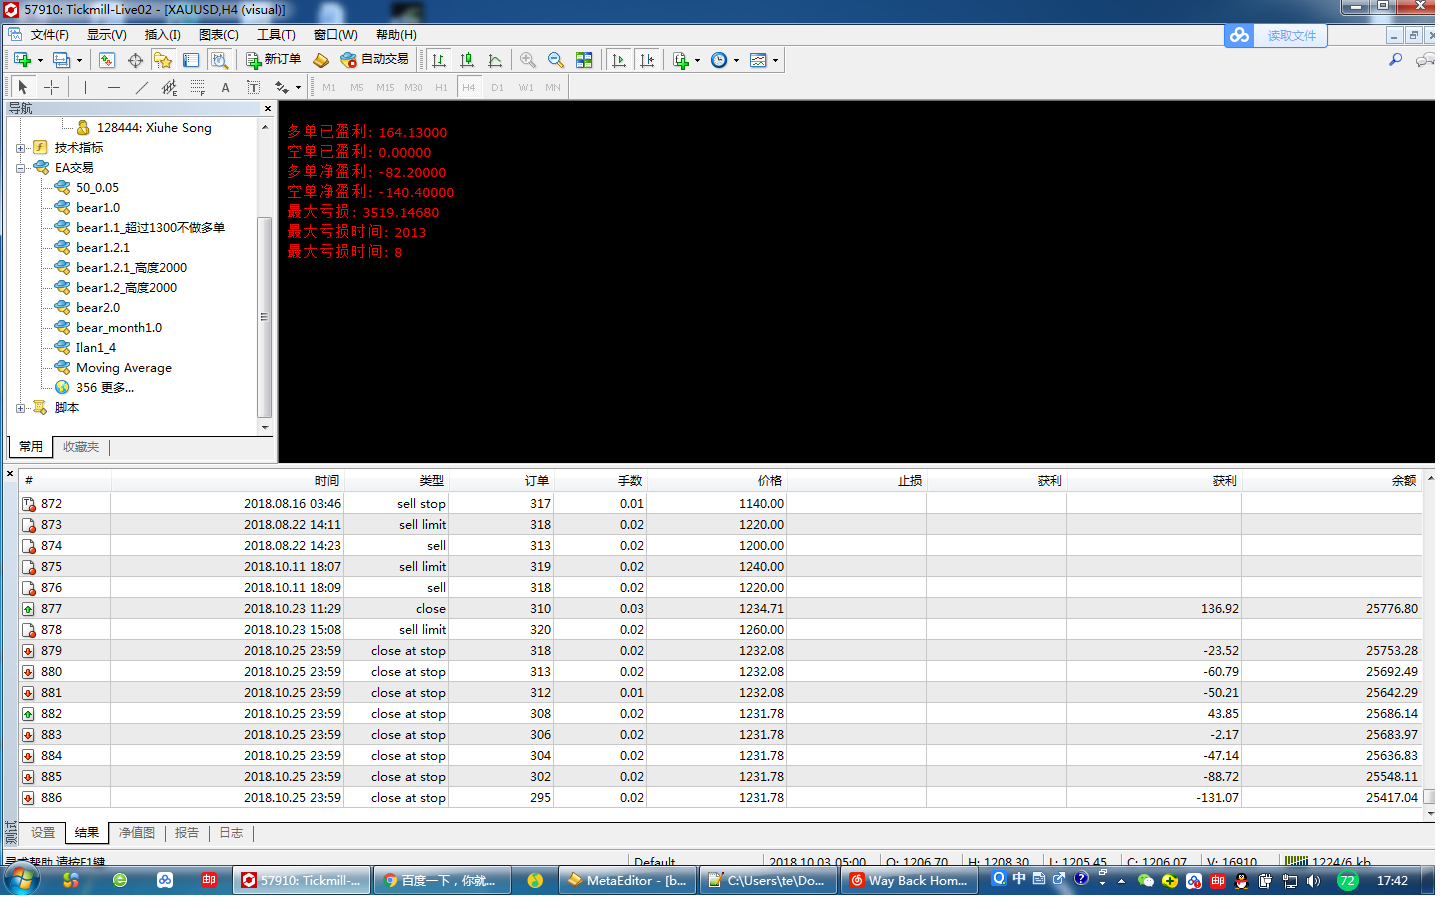 57910: Tickmill-Live02 - [XAUUSD,H4 (visual)]
文件(F) 显示(V) 插入(I) 图表(C) 工具(T) 窗口(W) 帮助(H) 读取文件
新订单 自动交易
A T M1 M5 M15 M30 H1 H4 D1 W1 MN
导航
128444: Xiuhe Song
技术指标
EA交易
50_0.05
bear1.0
bear1.1_超过1300不做多单
bear1.2.1
bear1.2.1_高度2000
bear1.2_高度2000
bear2.0
bear_month1.0
Ilan1_4
Moving Average
356 更多...
脚本
常用 收藏夹
多单已盈利: 164.13000
空单已盈利: 0.00000
多单净盈利: -82.20000
空单净盈利: -140.40000
最大亏损: 3519.14680
最大亏损时间: 2013
最大亏损时间: 8
# 时间 类型 订单 手数 价格 止损 获利 获利 余额
872 2018.08.16 03:46 sell stop 317 0.01 1140.00
873 2018.08.22 14:11 sell limit 318 0.02 1220.00
874 2018.08.22 14:23 sell 313 0.02 1200.00
875 2018.10.11 18:07 sell limit 319 0.02 1240.00
876 2018.10.11 18:09 sell 318 0.02 1220.00
877 2018.10.23 11:29 close 310 0.03 1234.71 136.92 25776.80
878 2018.10.23 15:08 sell limit 320 0.02 1260.00
879 2018.10.25 23:59 close at stop 318 0.02 1232.08 -23.52 25753.28
880 2018.10.25 23:59 close at stop 313 0.02 1232.08 -60.79 25692.49
881 2018.10.25 23:59 close at stop 312 0.01 1232.08 -50.21 25642.29
882 2018.10.25 23:59 close at stop 308 0.02 1231.78 43.85 25686.14
883 2018.10.25 23:59 close at stop 306 0.02 1231.78 -2.17 25683.97
884 2018.10.25 23:59 close at stop 304 0.02 1231.78 -47.14 25636.83
885 2018.10.25 23:59 close at stop 302 0.02 1231.78 -88.72 25548.11
886 2018.10.25 23:59 close at stop 295 0.02 1231.78 -131.07 25417.04
测试
设置 结果 净值图 报告 日志
寻求帮助,请按F1键 Default 2018.10.03 05:00 O: 1206.70 H: 1208.30 L: 1205.45 C: 1206.07 V: 16910 1224/6 kb
57910: Tickmill-... 百度一下，你就... MetaEditor - [b... C:\Users\te\Do... Way Back Hom... 中 72 17:42